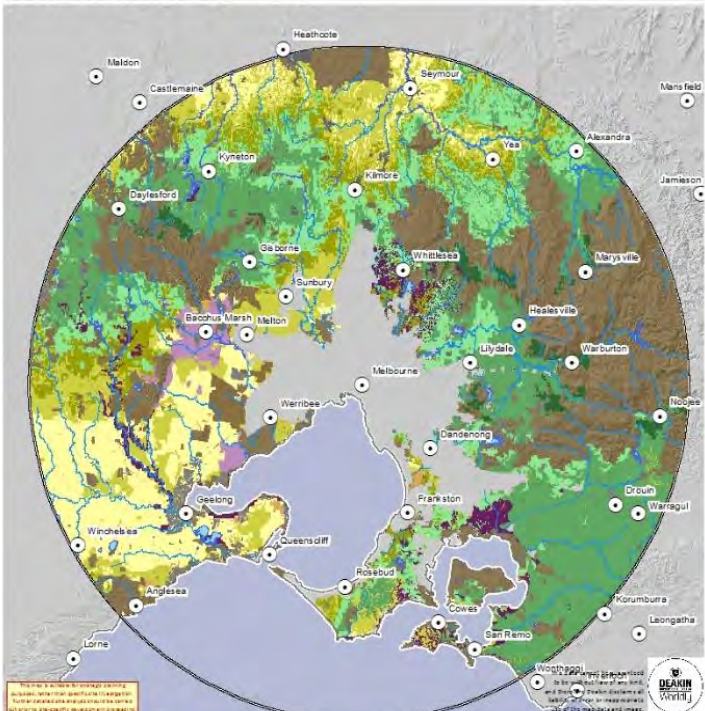 Heathcote
Maldon
Seymour
Castlemaine
Mansfield
Alexandra
Yea
Kyneton
Kilmore
Jamieson
Daylesford
Gisborne
Whittlesea
Marysville
Sunbury
Bacchus Marsh
Melton
Healesville
Lilydale
Warburton
Melbourne
Werribee
Noojee
Dandenong
Geelong
Frankston
Drouin
Warragul
Winchelsea
Queenscliff
Rosebud
Anglesea
Cowes
Korumburra
Leongatha
San Remo
Lorne
Wonthaggi
DEAKIN
Worldly